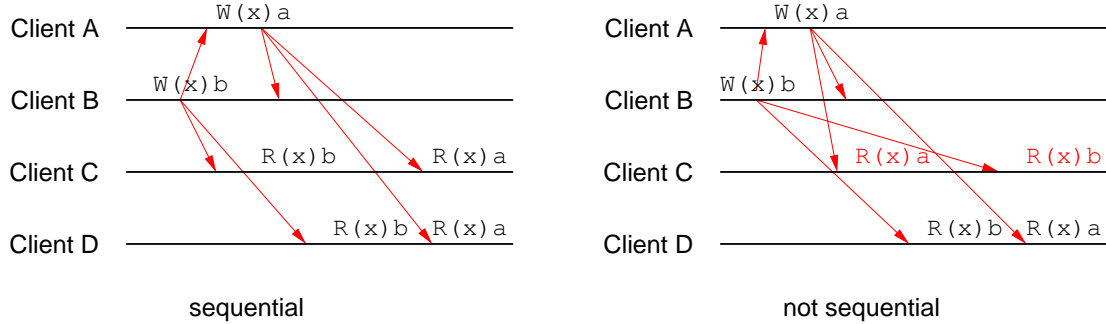 W(x)a
Client A
W(x)b
Client B
R(x)b R(x)a
Client C
R(x)b R(x)a
Client D
sequential
W(x)a
Client A
W(x)b
Client B
R(x)a R(x)b
Client C
R(x)b R(x)a
Client D
not sequential